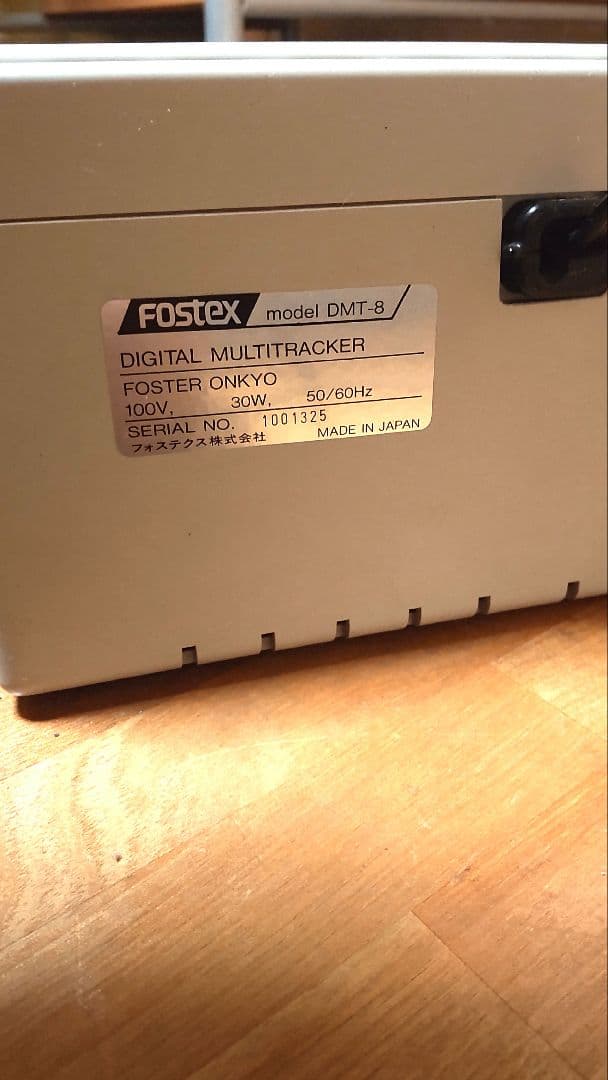 Fostex model DMT-8
DIGITAL MULTITRACKER
FOSTER ONKYO
100V, 30W, 50/60Hz
SERIAL NO. 1001325
フォステクス株式会社 MADE IN JAPAN